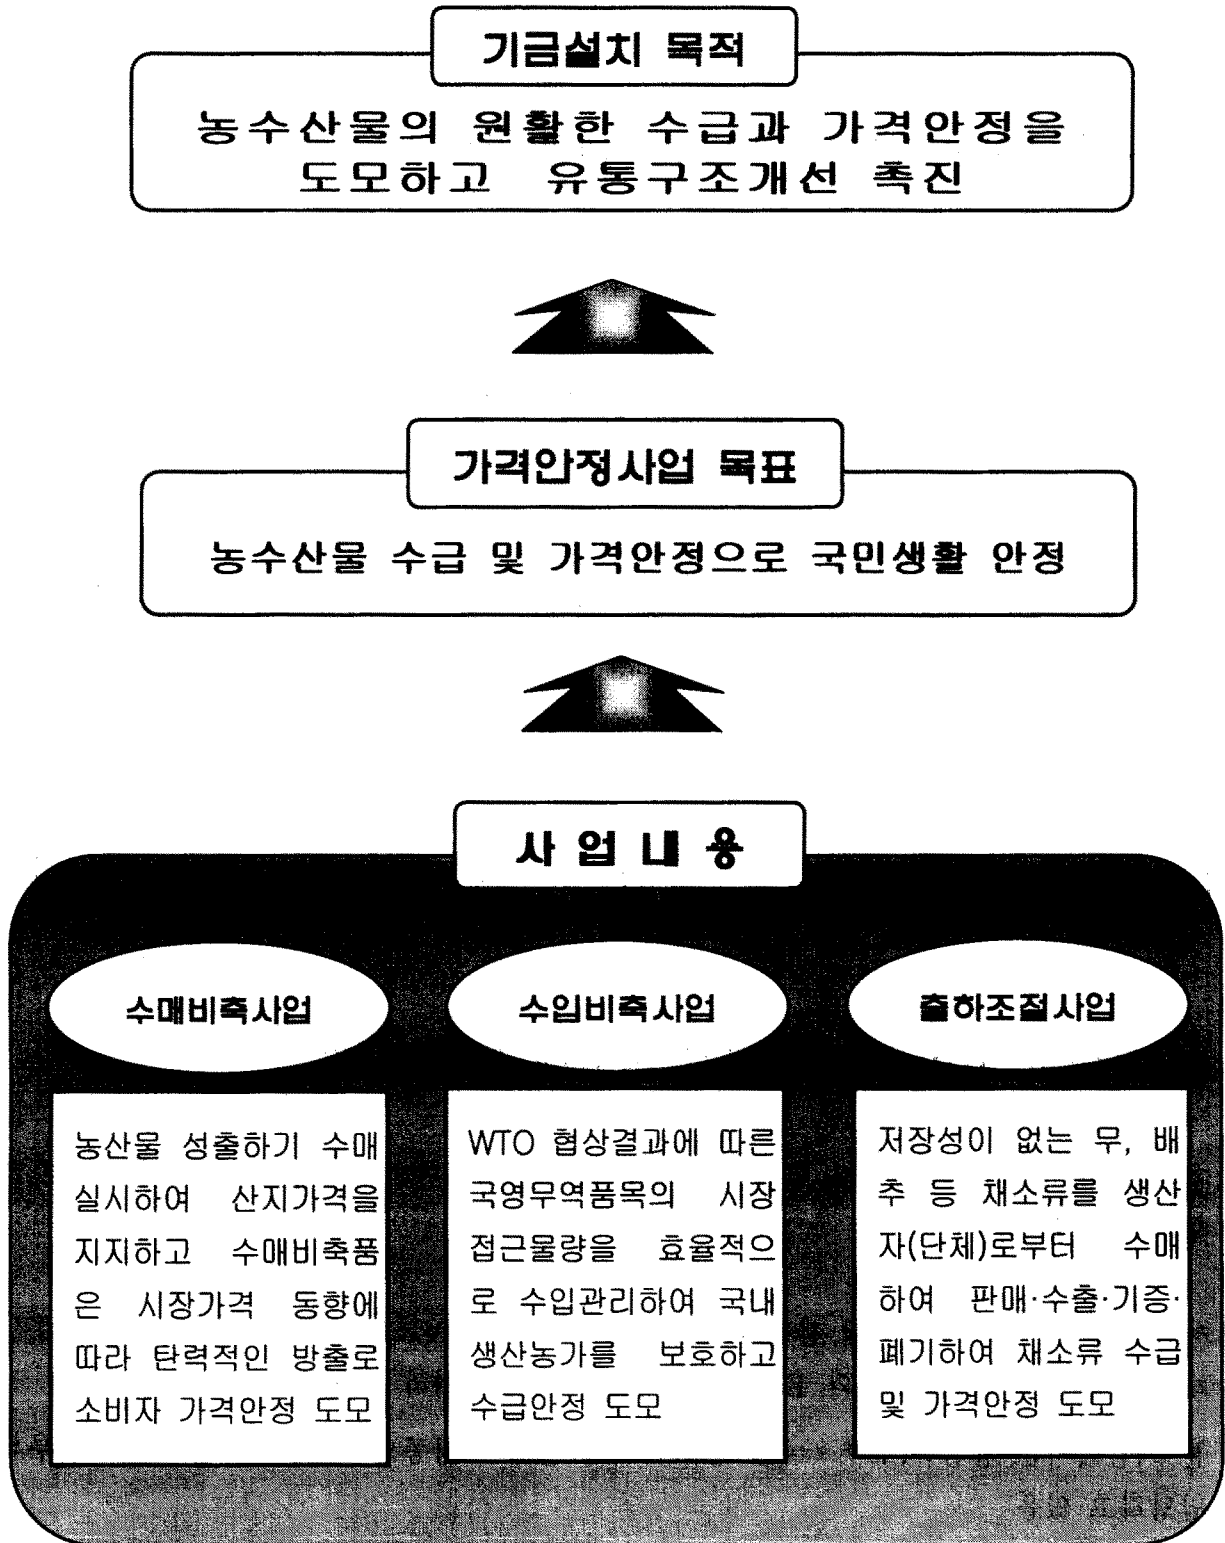 기금설치 목적
농수산물의 원활한 수급과 가격안정을
도모하고 유통구조개선 촉진
가격안정사업 목표
농수산물 수급 및 가격안정으로 국민생활 안정
사업내용
수매비축사업
농산물 성출하기 수매
실시하여 산지가격을
지지하고 수매비축품
은 시장가격 동향에
따라 탄력적인 방출로
소비자 가격안정 도모
수입비축사업
WTO 협상결과에 따른
국영무역품목의 시장
접근물량을 효율적으
로 수입관리하여 국내
생산농가를 보호하고
수급안정 도모
출하조절사업
저장성이 없는 무, 배
추 등 채소류를 생산
자(단체)로부터 수매
하여 판매·수출·기증·
폐기하여 채소류 수급
및 가격안정 도모